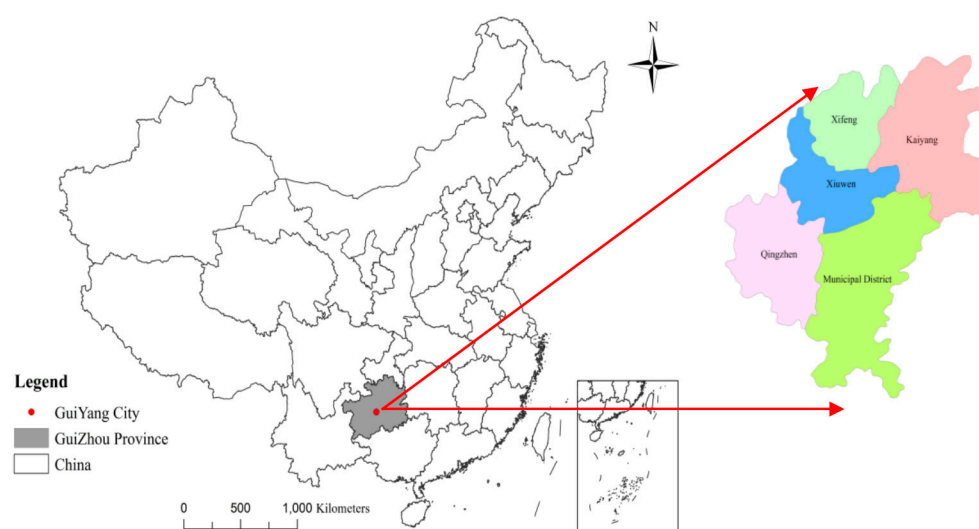 N
Xifeng
Kaiyang
Xiuwen
Qingzhen
Municipal District
Legend
GuiYang City
GuiZhou Province
China
0 500 1,000 Kilometers